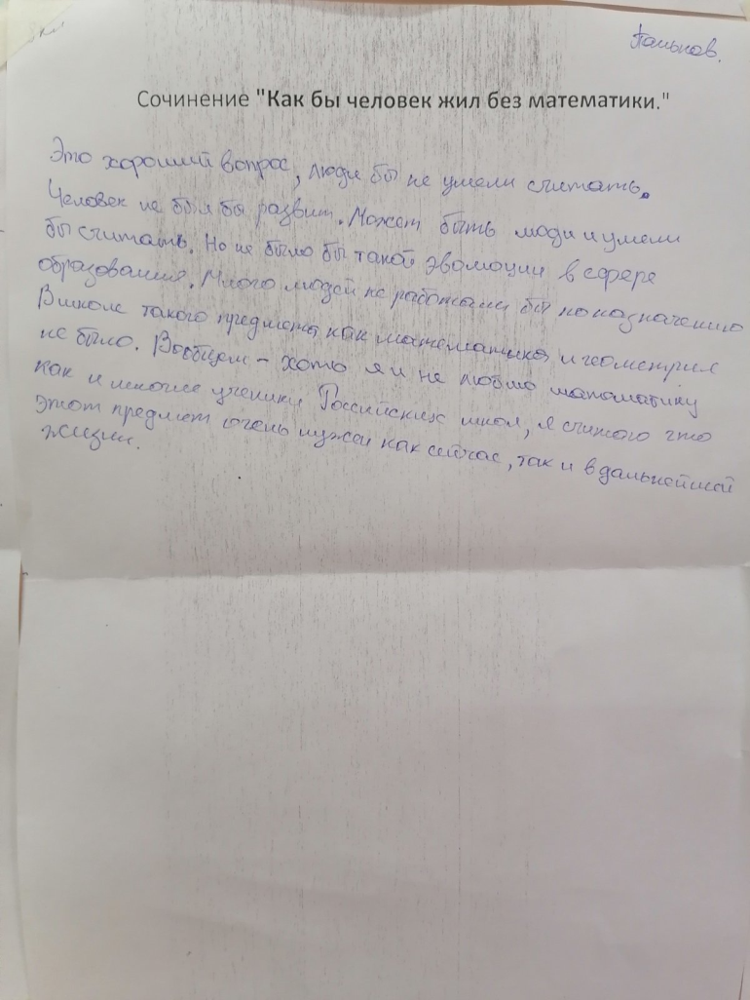 Сочинение "Как бы человек жил без математики."
Это хороший вопрос, люди бы не умели считать.
Человек не был бы развит. Может быть люди и умели
бы считать. Но не было бы такой эволюции в сфере
образования. Много людей не работали бы по назначению
В школе такого предмета, как математика и геометрия
не было. Вообщем - хоть я и не люблю матоматику
как и многие ученики Российских школ, я считаю что
этот предмет очень нужен как сейчас, так и в дальнейшей
жизни.